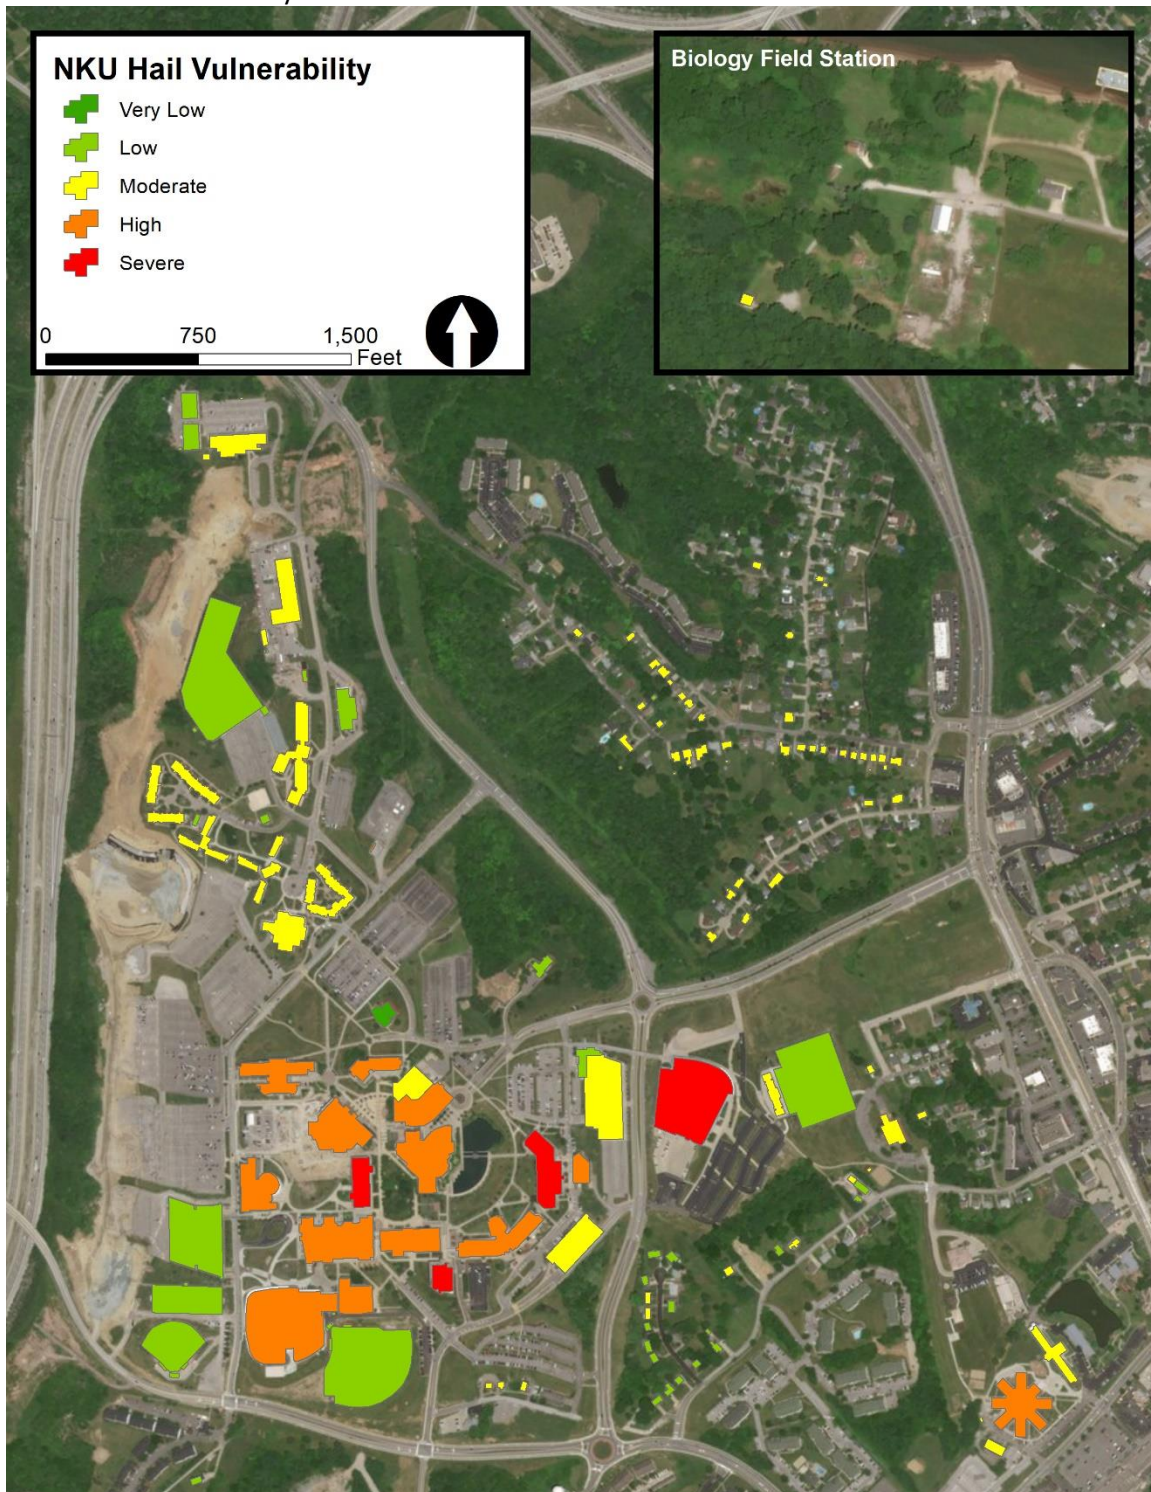 NKU Hail Vulnerability
Very Low
Low
Moderate
High
Severe
0 750 1,500
Feet
Biology Field Station